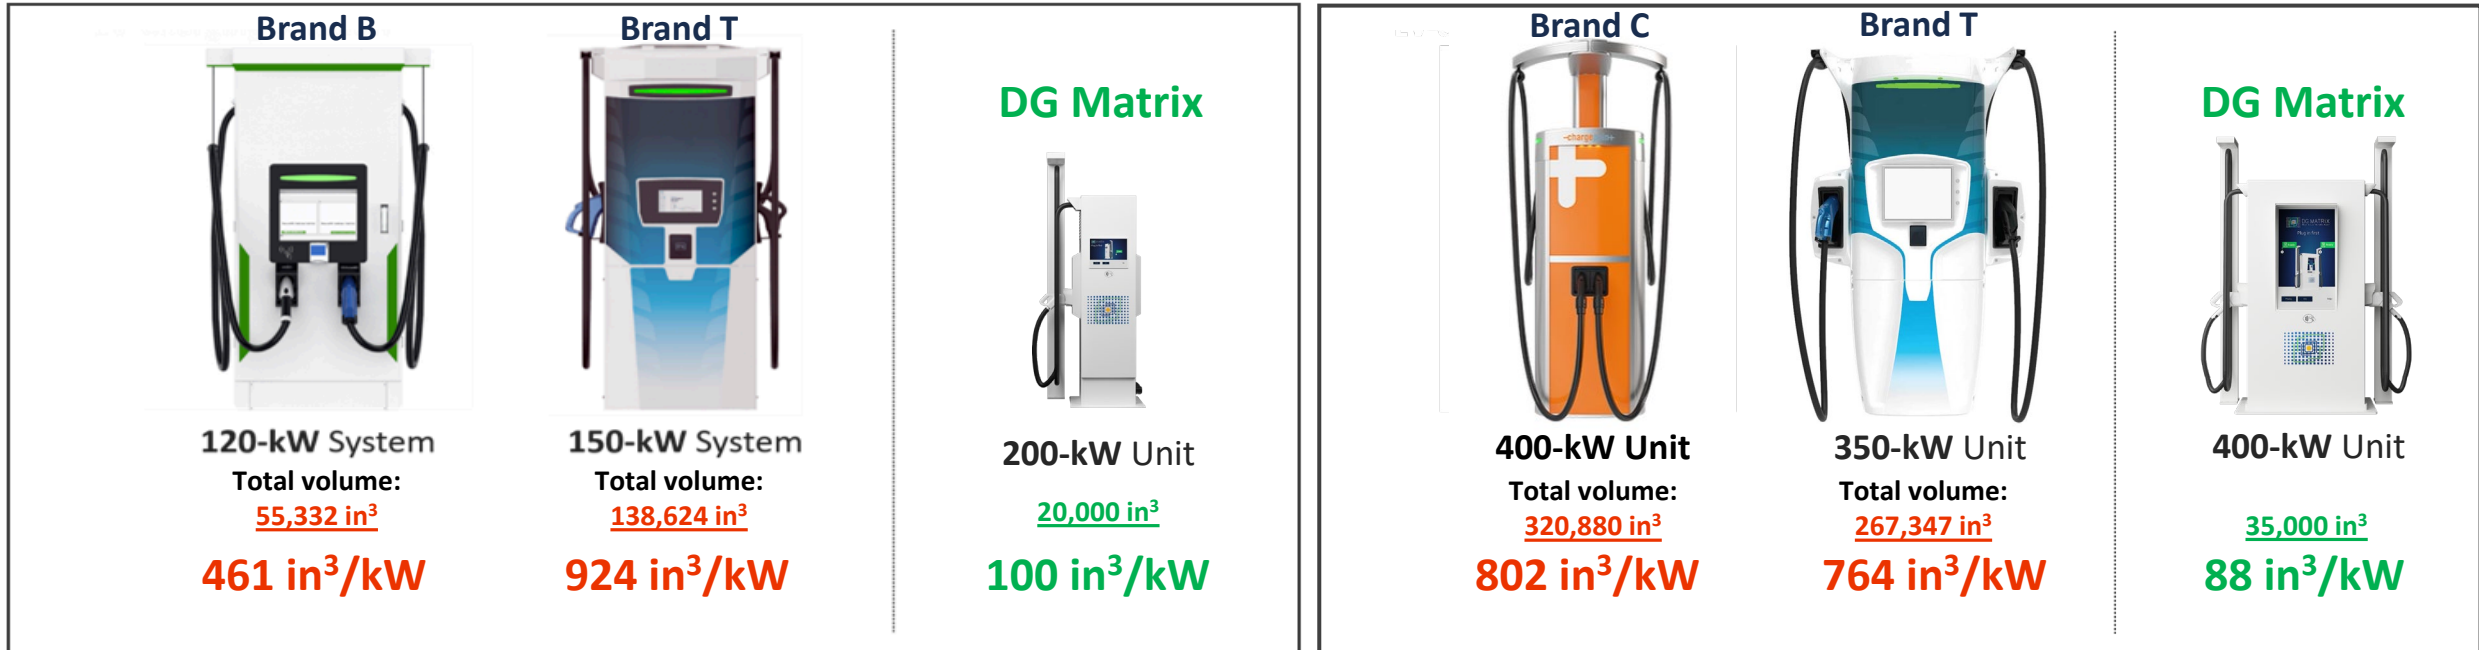 Brand B
120-kW System
Total volume:
55,332 in³
461 in³/kW
Brand T
150-kW System
Total volume:
138,624 in³
924 in³/kW
DG Matrix
200-kW Unit
20,000 in³
100 in³/kW
Brand C
400-kW Unit
Total volume:
320,880 in³
802 in³/kW
Brand T
350-kW Unit
Total volume:
267,347 in³
764 in³/kW
DG Matrix
DG MATRIX
400-kW Unit
35,000 in³
88 in³/kW